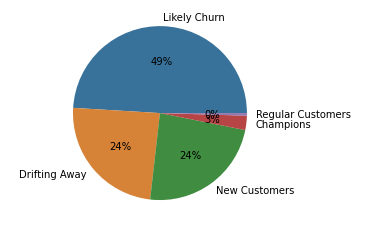 Likely Churn
49%
0%
Regular Customers
3%
Champions
24%
24%
Drifting Away
New Customers